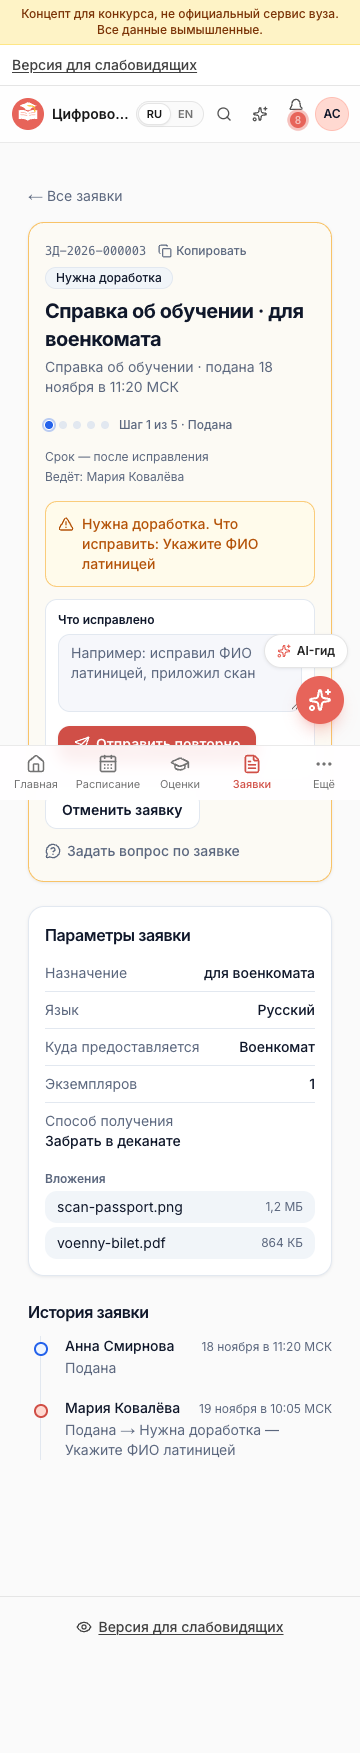 Концепт для конкурса, не официальный сервис вуза.
Все данные вымышленные.
Версия для слабовидящих
Цифрово...
RU EN
8
АС
← Все заявки
ЗД-2026-000003 Копировать
Нужна доработка
Справка об обучении · для
военкомата
Справка об обучении · подана 18
ноября в 11:20 МСК
Шаг 1 из 5 · Подана
Срок — после исправления
Ведёт: Мария Ковалёва
Нужна доработка. Что
исправить: Укажите ФИО
латиницей
Что исправлено
Например: исправил ФИО
латиницей, приложил скан
AI-гид
Отправить повторно
Главная
Расписание
Оценки
Заявки
Ещё
Отменить заявку
Задать вопрос по заявке
Параметры заявки
Назначение для военкомата
Язык Русский
Куда предоставляется Военкомат
Экземпляров 1
Способ получения
Забрать в деканате
Вложения
scan-passport.png 1,2 МБ
voenny-bilet.pdf 864 КБ
История заявки
Анна Смирнова 18 ноября в 11:20 МСК
Подана
Мария Ковалёва 19 ноября в 10:05 МСК
Подана → Нужна доработка —
Укажите ФИО латиницей
Версия для слабовидящих